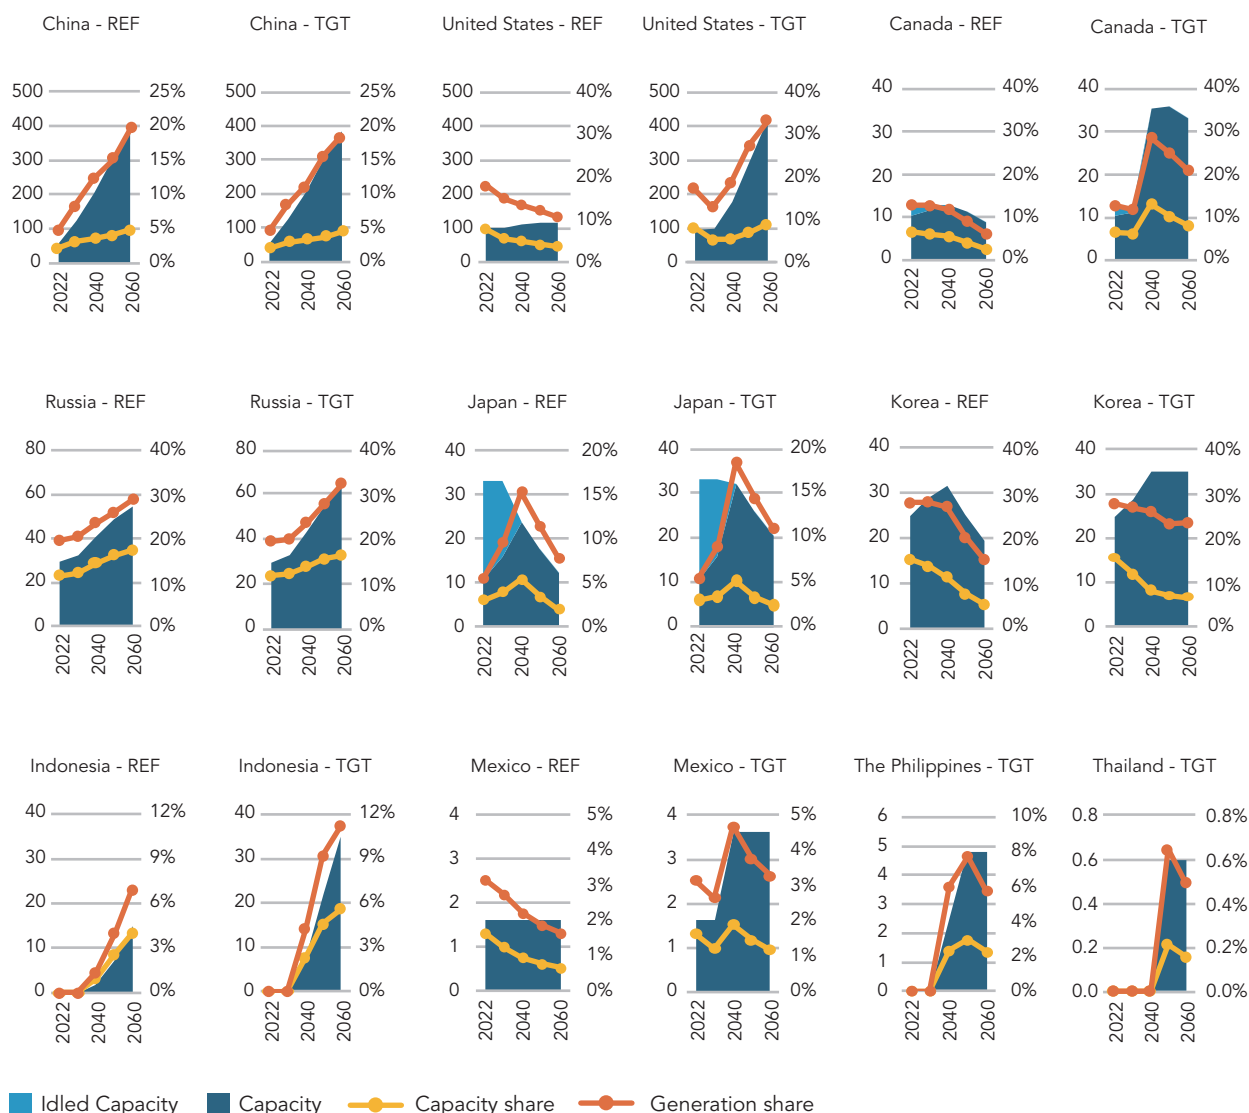 China - REF
China - TGT
United States - REF
United States - TGT
Canada - REF
Canada - TGT
500 25%
400 20%
300 15%
200 10%
100 5%
0 0%
2022 2040 2060
500 25%
400 20%
300 15%
200 10%
100 5%
0 0%
2022 2040 2060
500 40%
400 30%
300 20%
200 10%
100 0%
0
2022 2040 2060
500 40%
400 30%
300 20%
200 10%
100 0%
0
2022 2040 2060
40 40%
30 30%
20 20%
10 10%
0 0%
2022 2040 2060
40 40%
30 30%
20 20%
10 10%
0 0%
2022 2040 2060
Russia - REF
Russia - TGT
Japan - REF
Japan - TGT
Korea - REF
Korea - TGT
80 40%
60 30%
40 20%
20 10%
0 0%
2022 2040 2060
80 40%
60 30%
40 20%
20 10%
0 0%
2022 2040 2060
40 20%
30 15%
20 10%
10 5%
0 0%
2022 2040 2060
40 20%
30 15%
20 10%
10 5%
0 0%
2022 2040 2060
40 40%
30 30%
20 20%
10 10%
0 0%
2022 2040 2060
40 40%
30 30%
20 20%
10 10%
0 0%
2022 2040 2060
Indonesia - REF
Indonesia - TGT
Mexico - REF
Mexico - TGT
The Philippines - TGT
Thailand - TGT
40 12%
30 9%
20 6%
10 3%
0 0%
2022 2040 2060
40 12%
30 9%
20 6%
10 3%
0 0%
2022 2040 2060
4 5%
3 4%
2 3%
1 2%
0 1%
0%
2022 2040 2060
4 5%
3 4%
2 3%
1 2%
0 1%
0%
2022 2040 2060
6 10%
5 8%
4 6%
3 4%
2 2%
1 0%
0
2022 2040 2060
0.8 0.8%
0.6 0.6%
0.4 0.4%
0.2 0.2%
0.0 0.0%
2022 2040 2060
Idled Capacity Capacity Capacity share Generation share